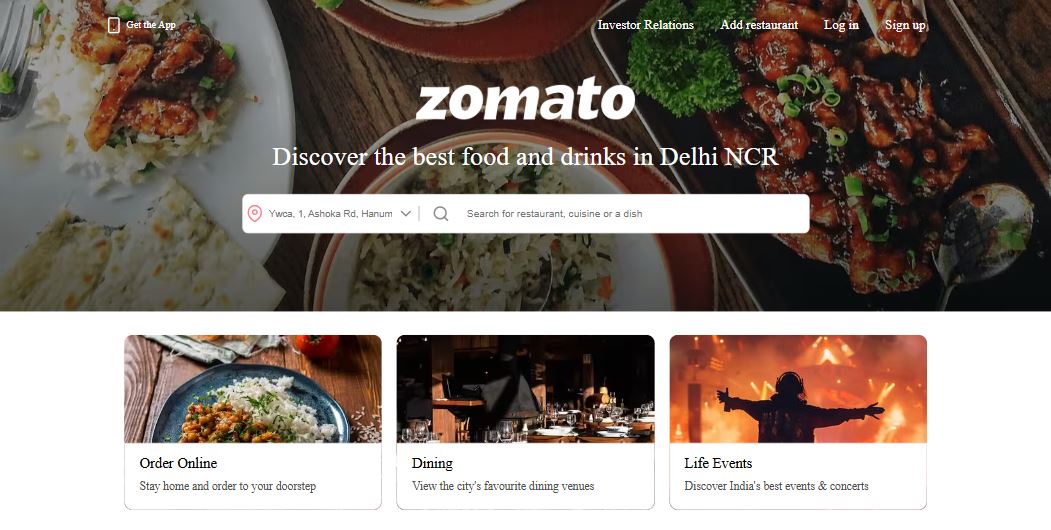 Get the App
Investor Relations
Add restaurant
Log in
Sign up
zomato
Discover the best food and drinks in Delhi NCR
Ywca, 1, Ashoka Rd, Hanum
Search for restaurant, cuisine or a dish
Order Online
Stay home and order to your doorstep
Dining
View the city's favourite dining venues
Life Events
Discover India's best events & concerts